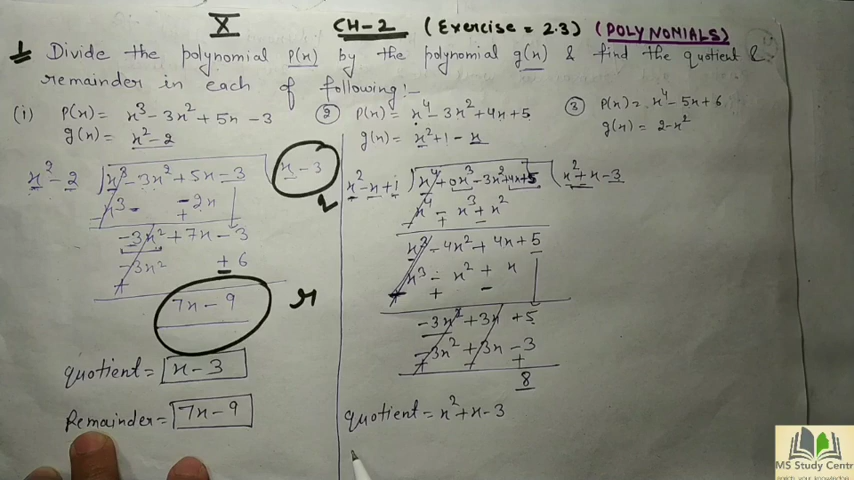 X CH-2 (Exercise = 2.3) (POLYNONIALS)
1 Divide the polynomial P(x) by the polynomial g(x) & find the quotient &
remainder in each of following:-
(i) P(x) = x³ - 3x² + 5x - 3
g(x) = x² - 2
x² - 2 ) x³ - 3x² + 5x - 3 ( x - 3
x³ - 2x
- +
-3x² + 7x - 3
-3x² + 6
+ -
7x - 9
quotient = x - 3
Remainder = 7x - 9
② P(x) = x⁴ - 3x² + 4x + 5
g(x) = x² + 1 - x
x² - x + 1 ) x⁴ + 0x³ - 3x² + 4x + 5 ( x² + x - 3
x⁴ - x³ + x²
- + -
x³ - 4x² + 4x + 5
x³ - x² + x
- + -
-3x² + 3x + 5
-3x² + 3x - 3
+ - +
8
quotient = x² + x - 3
③ P(x) = x⁴ - 5x + 6
g(x) = 2 - x²
MS Study Centr